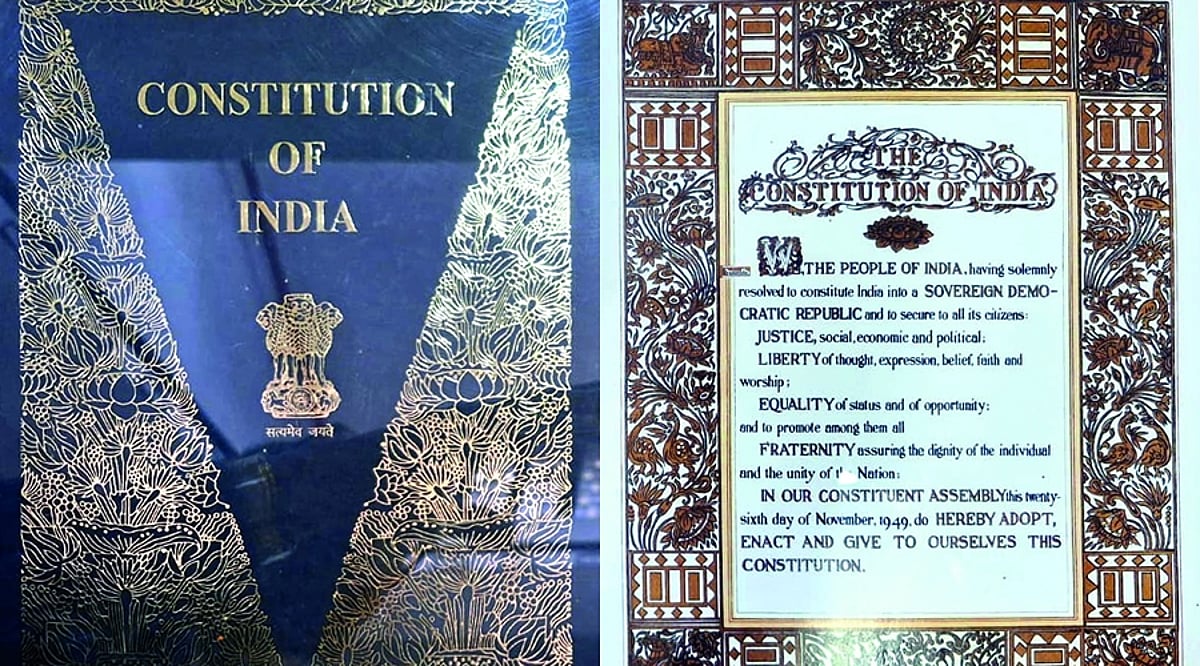 CONSTITUTION
OF
INDIA
सत्यमेव जयते
THE
CONSTITUTION OF INDIA
WE, THE PEOPLE OF INDIA, having solemnly
resolved to constitute India into a SOVEREIGN DEMO-
CRATIC REPUBLIC and to secure to all its citizens:
JUSTICE, social, economic and political;
LIBERTY of thought, expression, belief, faith and
worship;
EQUALITY of status and of opportunity;
and to promote among them all
FRATERNITY assuring the dignity of the individual
and the unity of the Nation;
IN OUR CONSTITUENT ASSEMBLY this twenty-
sixth day of November, 1949, do HEREBY ADOPT,
ENACT AND GIVE TO OURSELVES THIS
CONSTITUTION.